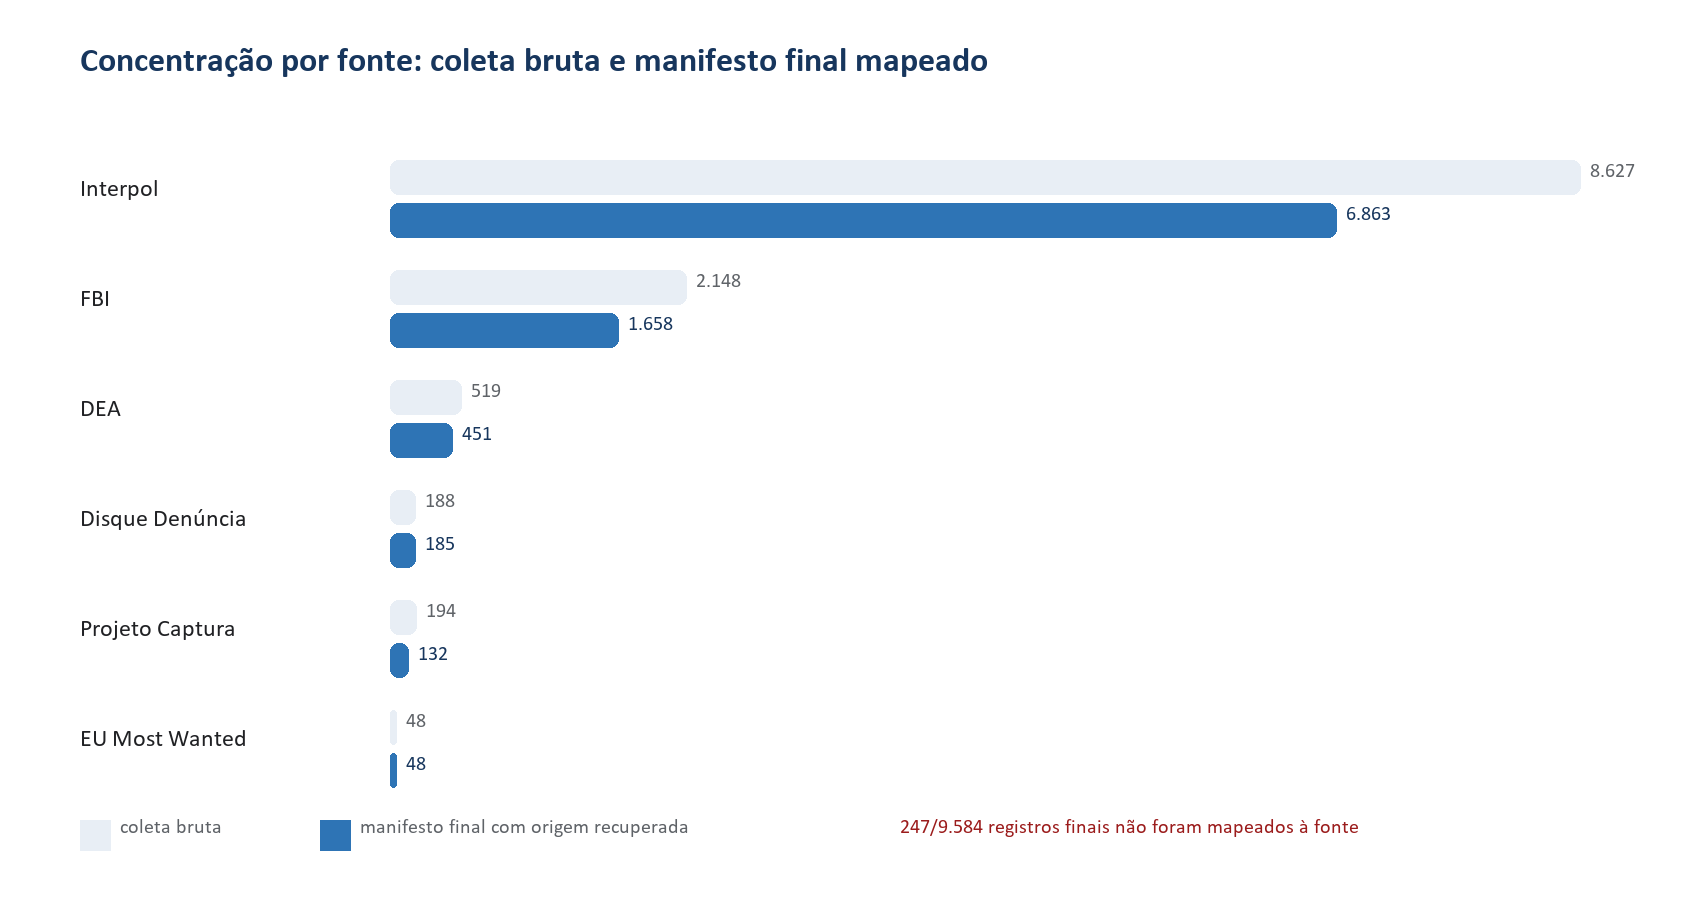 Concentração por fonte: coleta bruta e manifesto final mapeado
Interpol
8.627
6.863
FBI
2.148
1.658
DEA
519
451
Disque Denúncia
188
185
Projeto Captura
194
132
EU Most Wanted
48
48
coleta bruta
manifesto final com origem recuperada
247/9.584 registros finais não foram mapeados à fonte